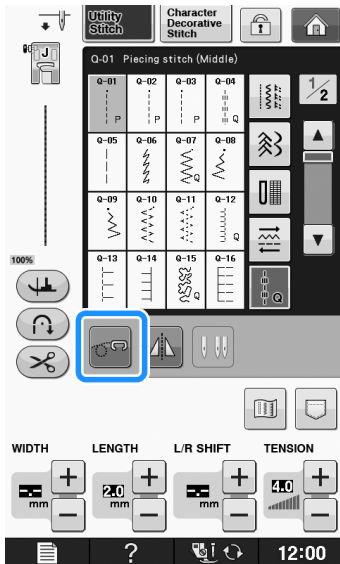 Utility
Stitch
Character
Decorative
Stitch
J
Q-01 Piecing stitch (Middle)
1/2
Q-01 Q-02 Q-03 Q-04
P P P Q
Q-05 Q-06 Q-07 Q-08
Q
Q-09 Q-10 Q-11 Q-12
Q
Q-13 Q-14 Q-15 Q-16
Q
Q
100%
WIDTH LENGTH L/R SHIFT TENSION
-.- + 2.0 + -.- + 4.0 +
mm − mm − mm − −
? 12:00